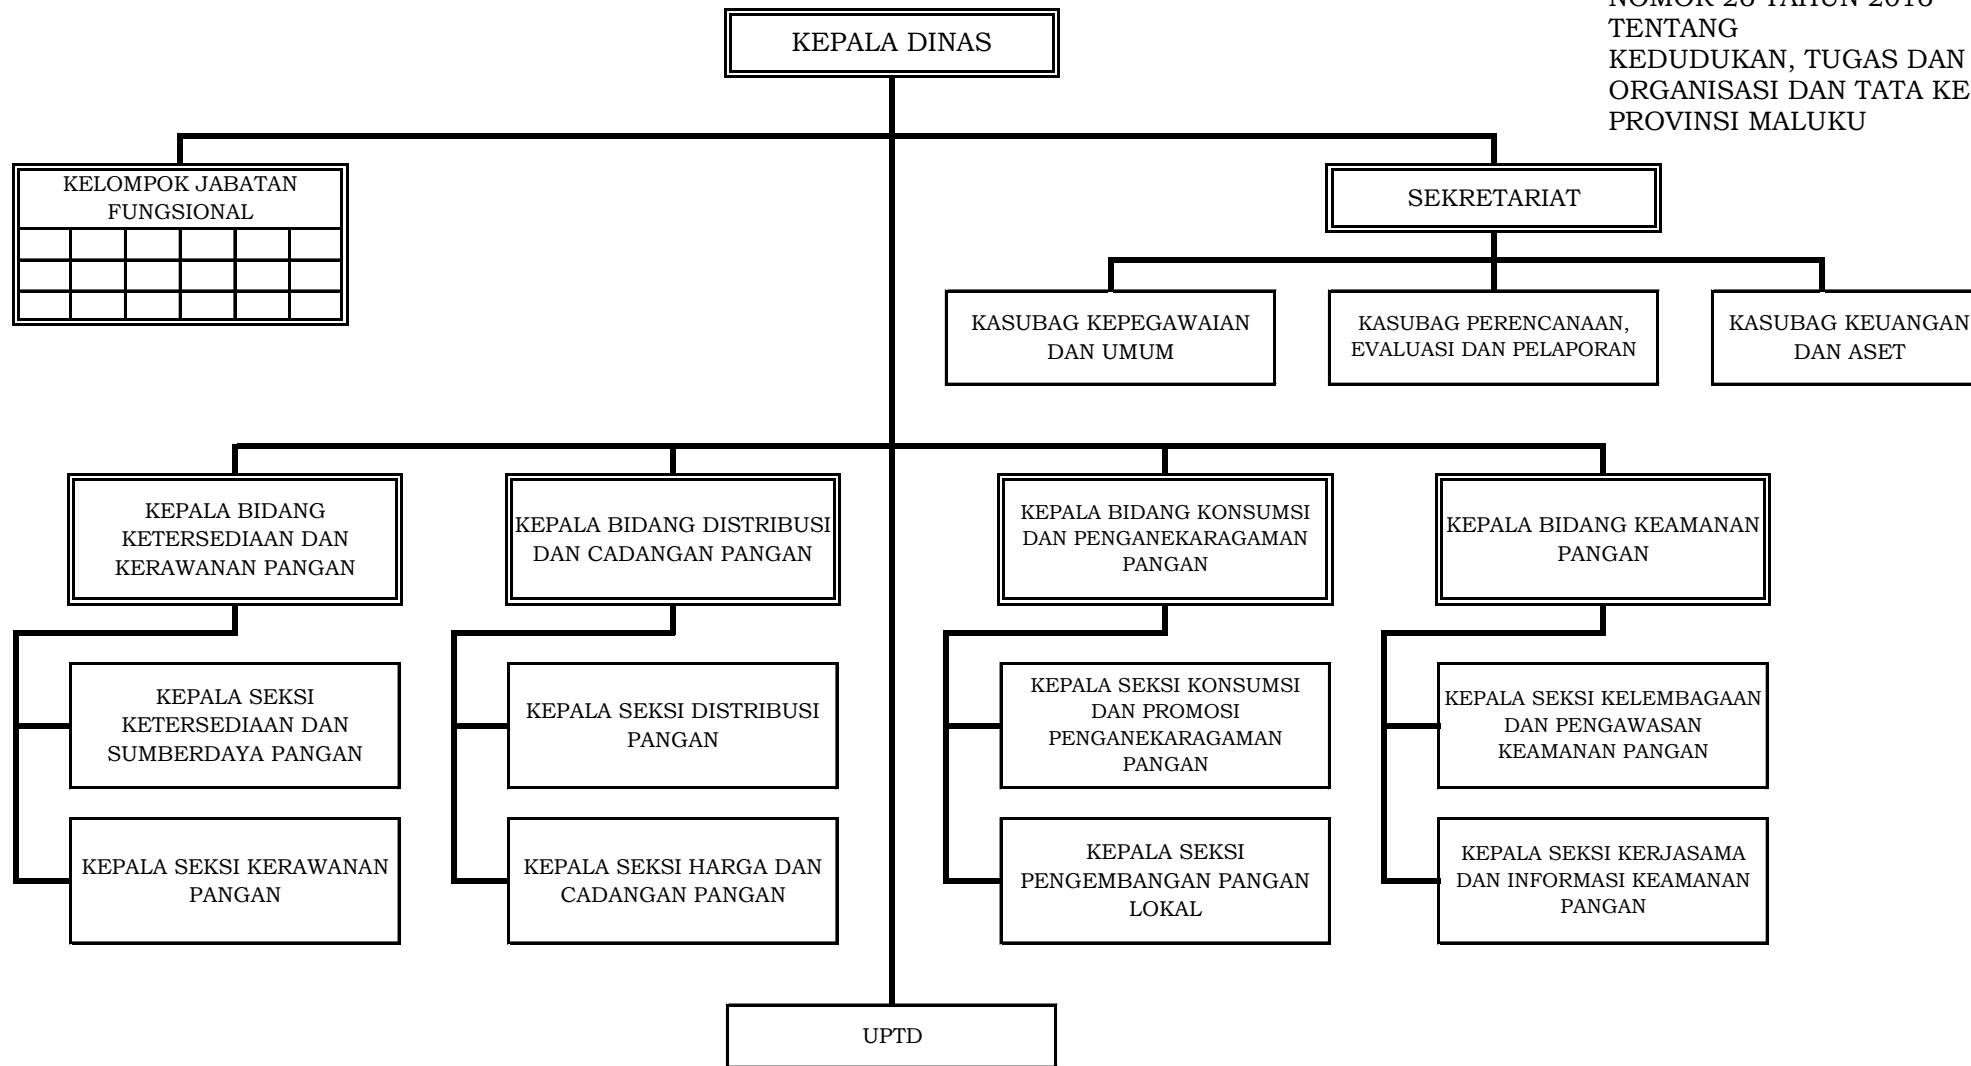 NOMOR 26 TAHUN 2016
TENTANG
KEDUDUKAN, TUGAS DAN
ORGANISASI DAN TATA KE
PROVINSI MALUKU
KEPALA DINAS
KELOMPOK JABATAN
FUNGSIONAL
SEKRETARIAT
KASUBAG KEPEGAWAIAN
DAN UMUM
KASUBAG PERENCANAAN,
EVALUASI DAN PELAPORAN
KASUBAG KEUANGAN
DAN ASET
KEPALA BIDANG
KETERSEDIAAN DAN
KERAWANAN PANGAN
KEPALA BIDANG DISTRIBUSI
DAN CADANGAN PANGAN
KEPALA BIDANG KONSUMSI
DAN PENGANEKARAGAMAN
PANGAN
KEPALA BIDANG KEAMANAN
PANGAN
KEPALA SEKSI
KETERSEDIAAN DAN
SUMBERDAYA PANGAN
KEPALA SEKSI DISTRIBUSI
PANGAN
KEPALA SEKSI KONSUMSI
DAN PROMOSI
PENGANEKARAGAMAN
PANGAN
KEPALA SEKSI KELEMBAGAAN
DAN PENGAWASAN
KEAMANAN PANGAN
KEPALA SEKSI KERAWANAN
PANGAN
KEPALA SEKSI HARGA DAN
CADANGAN PANGAN
KEPALA SEKSI
PENGEMBANGAN PANGAN
LOKAL
KEPALA SEKSI KERJASAMA
DAN INFORMASI KEAMANAN
PANGAN
UPTD